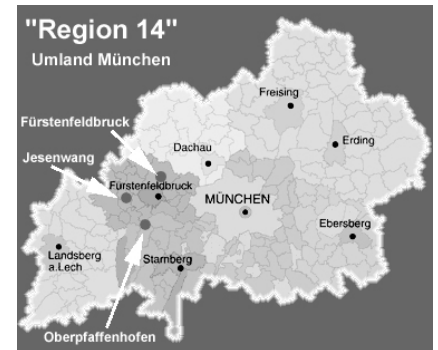 "Region 14"
Umland München
Freising
Fürstenfeldbruck
Erding
Dachau
Jesenwang
Fürstenfeldbruck
MÜNCHEN
Ebersberg
Landsberg
a.Lech
Starnberg
Oberpfaffenhofen